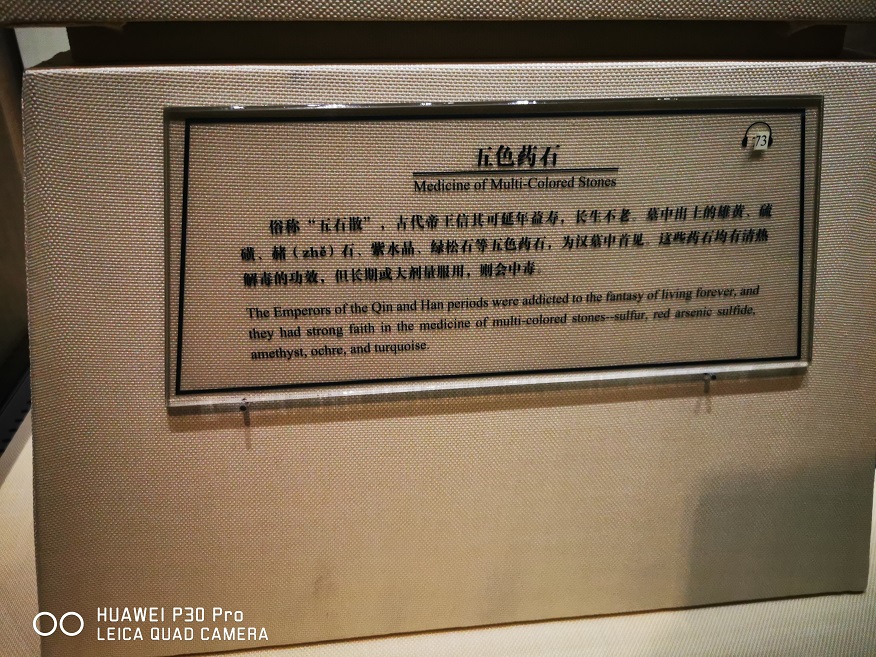 五色药石
73
Medicine of Multi-Colored Stones
俗称“五石散”，古代帝王信其可延年益寿，长生不老。墓中出土的雄黄、硫
磺、赭（zhě）石、紫水晶、绿松石等五色药石，为汉墓中首见。这些药石均有清热
解毒的功效，但长期或大剂量服用，则会中毒。
The Emperors of the Qin and Han periods were addicted to the fantasy of living forever, and
they had strong faith in the medicine of multi-colored stones--sulfur, red arsenic sulfide,
amethyst, ochre, and turquoise.
HUAWEI P30 Pro
LEICA QUAD CAMERA